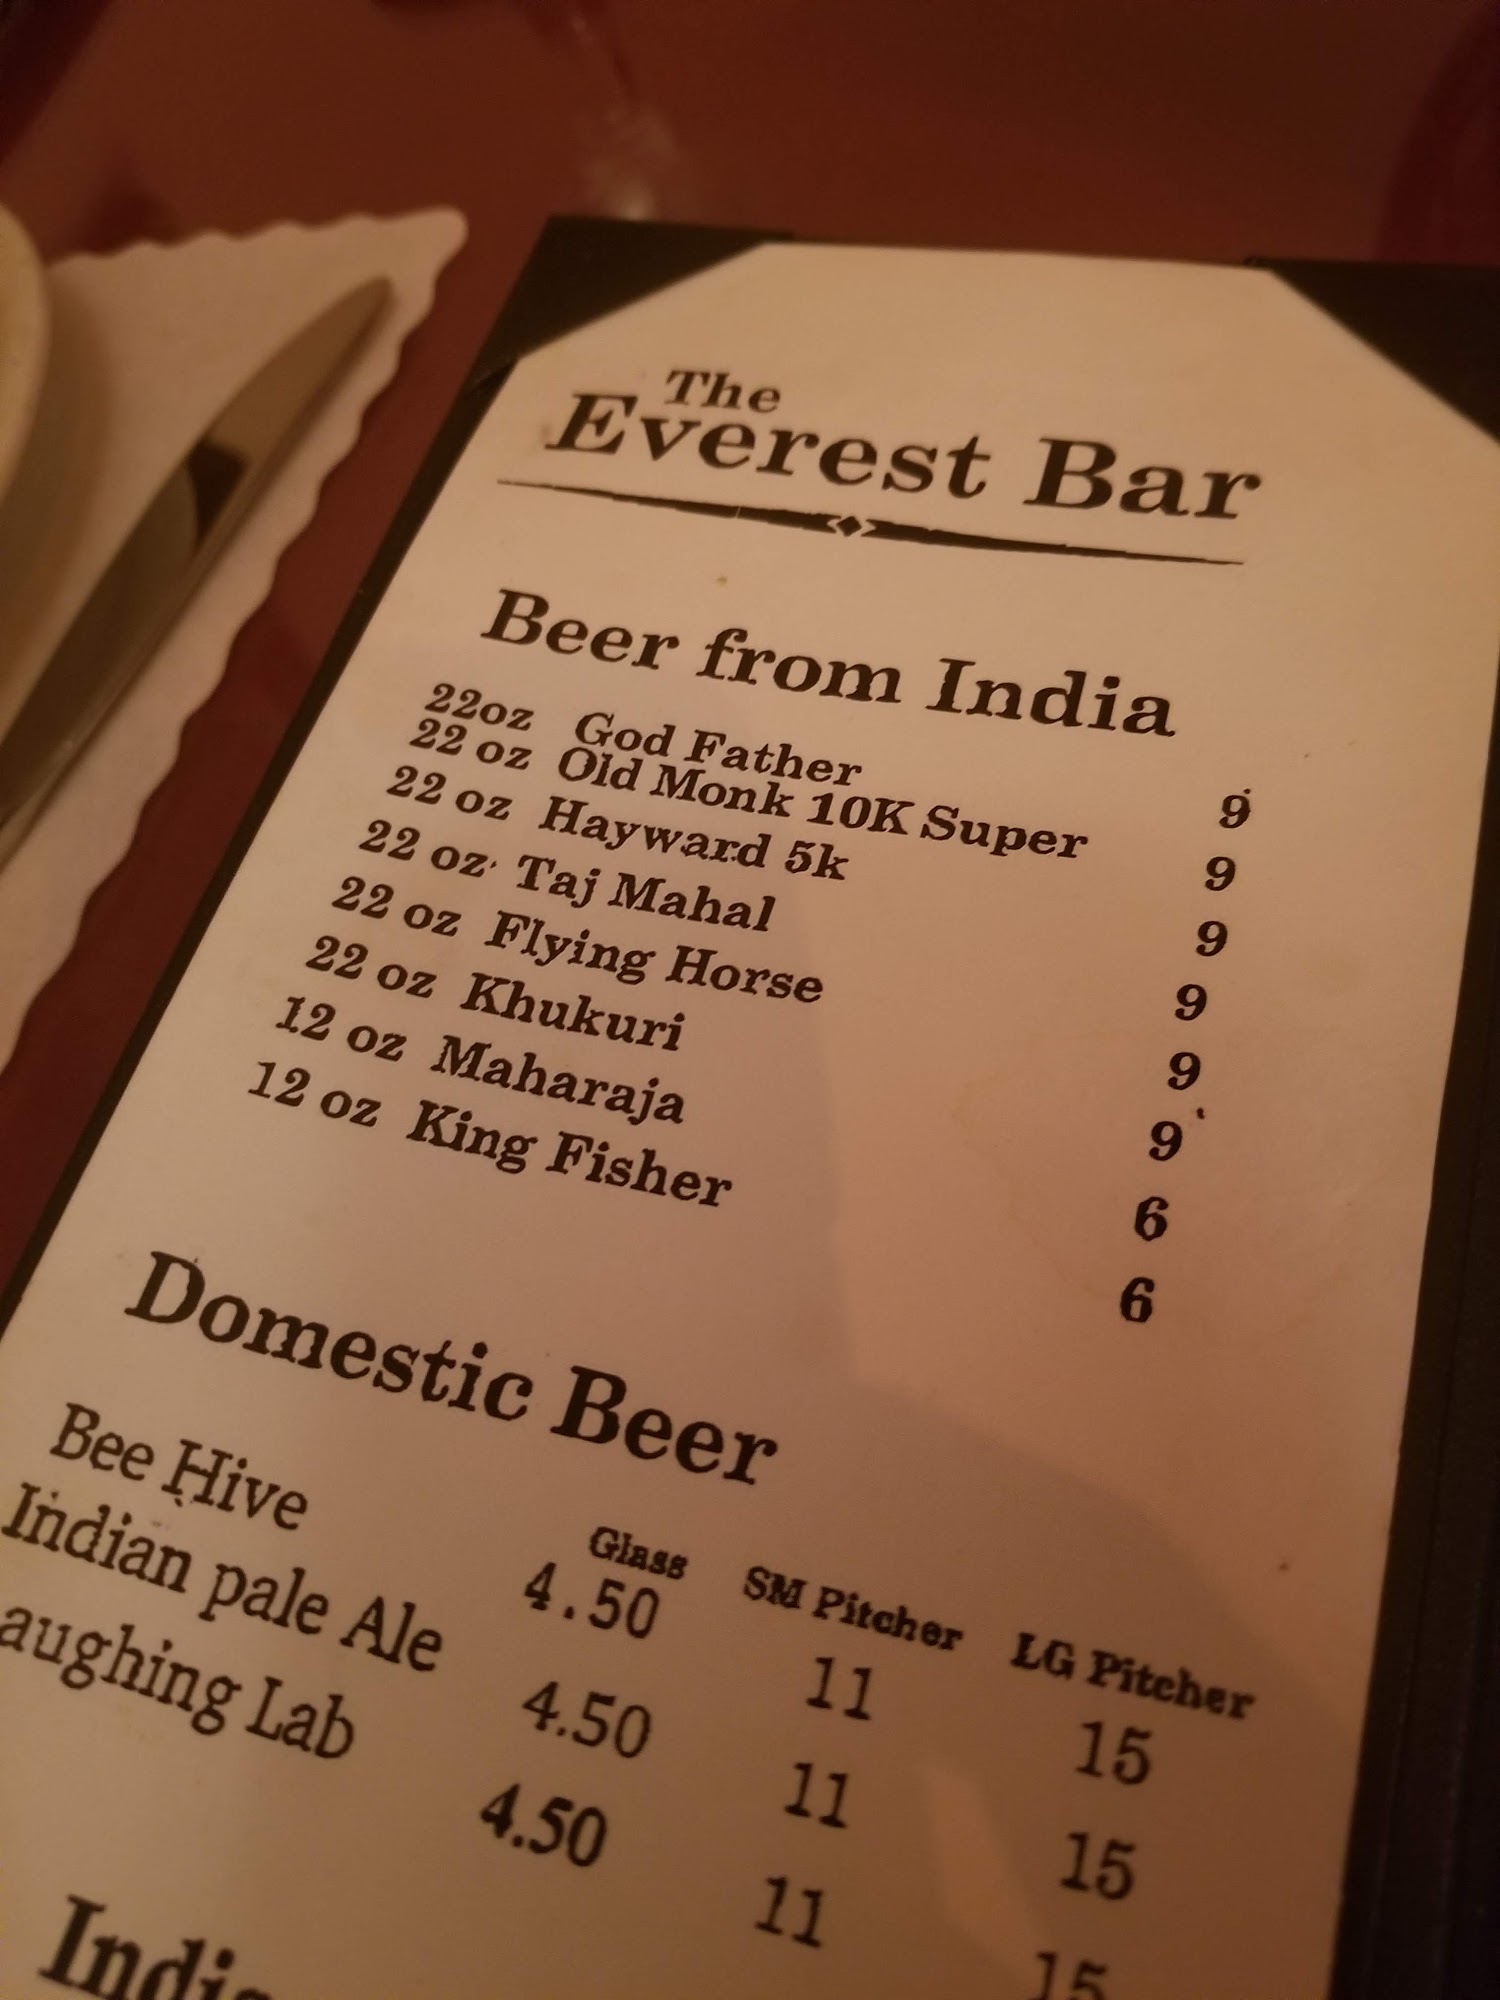 The
Everest Bar
Beer from India
22oz God Father 9
22 oz Old Monk 10K Super 9
22 oz Hayward 5k 9
22 oz Taj Mahal 9
22 oz Flying Horse 9
22 oz Khukuri 9
12 oz Maharaja 6
12 oz King Fisher 6
Domestic Beer
Glass SM Pitcher LG Pitcher
Bee Hive 4.50 11 15
Indian pale Ale 4.50 11 15
aughing Lab 4.50 11 15